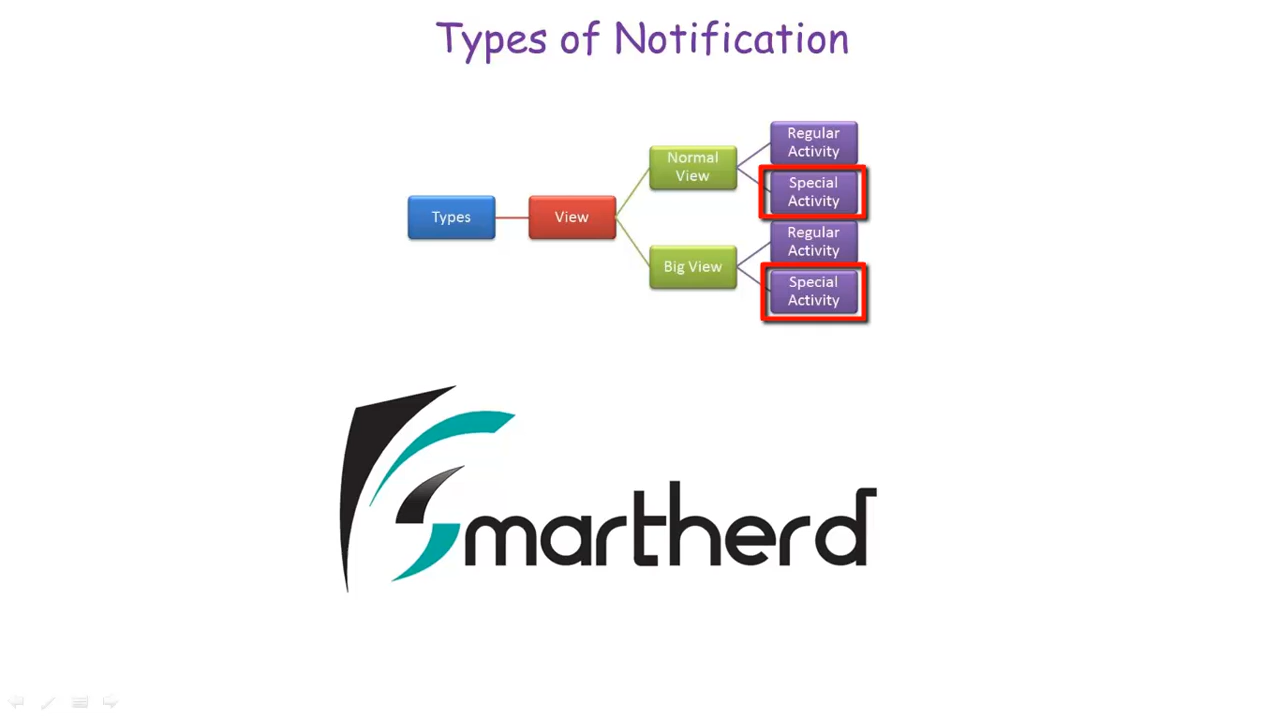 Types of Notification
Regular
Activity
Normal
View
Special
Activity
Types
View
Regular
Activity
Big View
Special
Activity
Smartherd